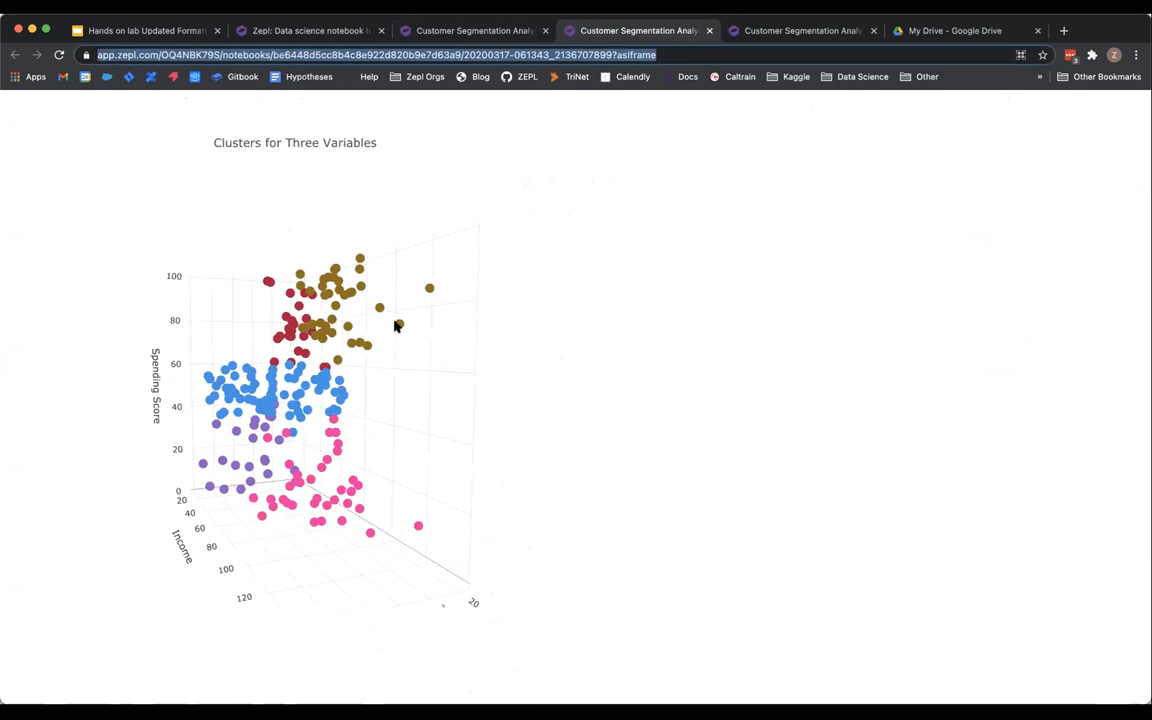 Hands on lab Updated Format
Zepl: Data science notebook
Customer Segmentation Analy
Customer Segmentation Analy
Customer Segmentation Analy
My Drive - Google Drive
app.zepl.com/OQ4NBK79S/notebooks/be6448d5cc8b4c8e922d820b9e7d63a9/20200317-061343_2136707899?asIframe
3
Z
Apps
Gitbook
Hypotheses
Help
Zepl Orgs
Blog
ZEPL
TriNet
Calendly
Docs
Caltrain
Kaggle
Data Science
Other
»
Other Bookmarks
Clusters for Three Variables
100
80
60
40
20
0
Spending Score
20
40
60
80
100
120
Income
20